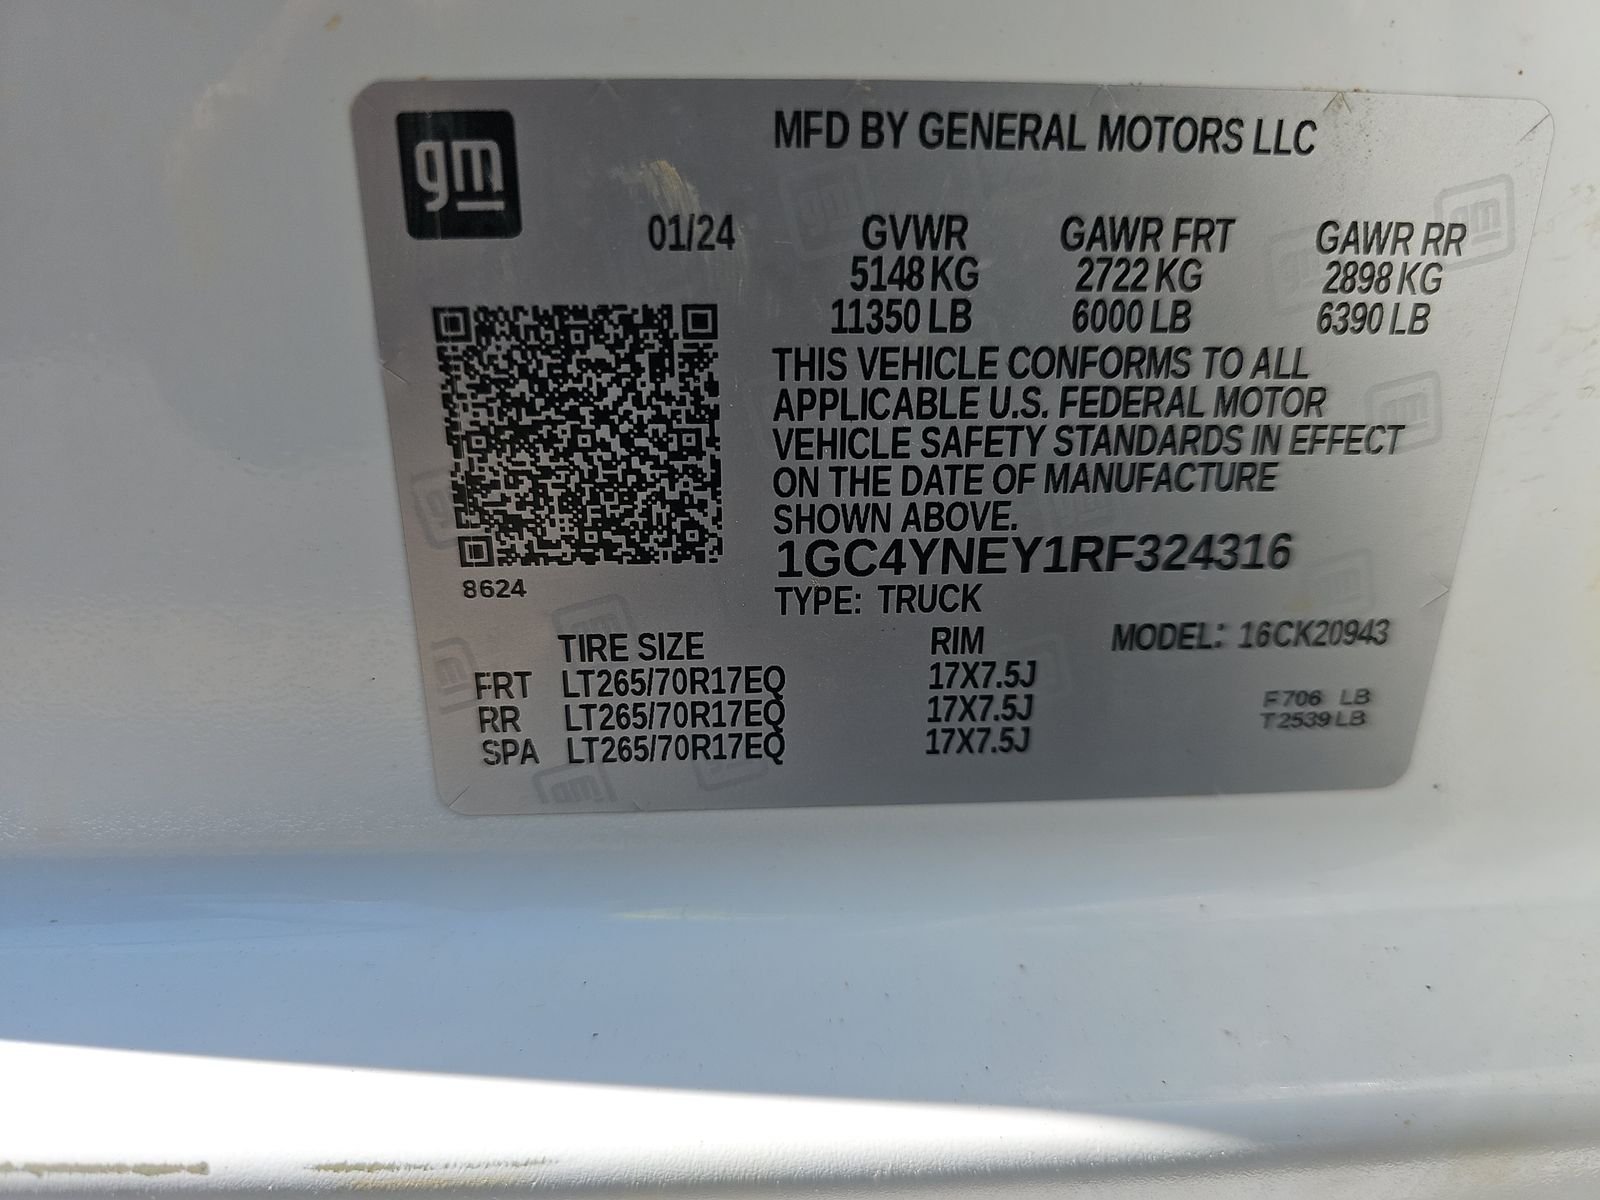 gm
MFD BY GENERAL MOTORS LLC
01/24 GVWR GAWR FRT GAWR RR
5148 KG 2722 KG 2898 KG
11350 LB 6000 LB 6390 LB
THIS VEHICLE CONFORMS TO ALL
APPLICABLE U.S. FEDERAL MOTOR
VEHICLE SAFETY STANDARDS IN EFFECT
ON THE DATE OF MANUFACTURE
SHOWN ABOVE.
1GC4YNEY1RF324316
8624
TYPE: TRUCK
TIRE SIZE RIM MODEL: 16CK20943
FRT LT265/70R17EQ 17X7.5J
RR LT265/70R17EQ 17X7.5J
SPA LT265/70R17EQ 17X7.5J
F706 LB
T2539 LB